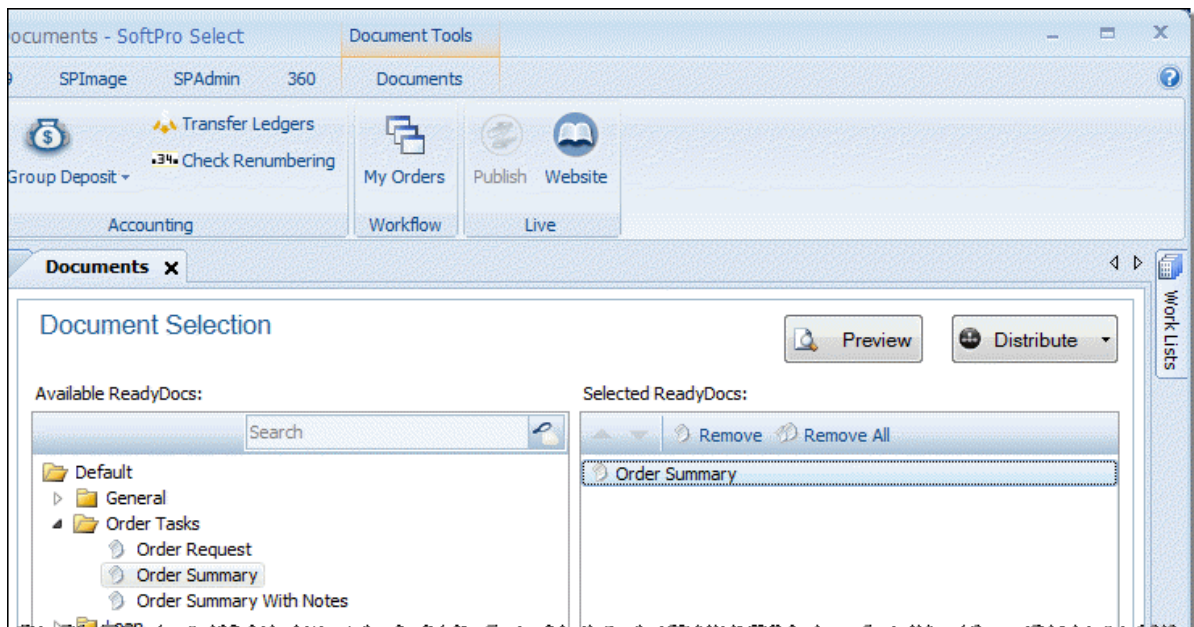 ocuments - SoftPro Select
Document Tools
9 SPImage SPAdmin 360 Documents
Transfer Ledgers
Check Renumbering
Group Deposit
My Orders
Publish
Website
Accounting
Workflow
Live
Documents
Work Lists
Document Selection
Preview
Distribute
Available ReadyDocs:
Selected ReadyDocs:
Search
Remove
Remove All
Default
Order Summary
General
Order Tasks
Order Request
Order Summary
Order Summary With Notes